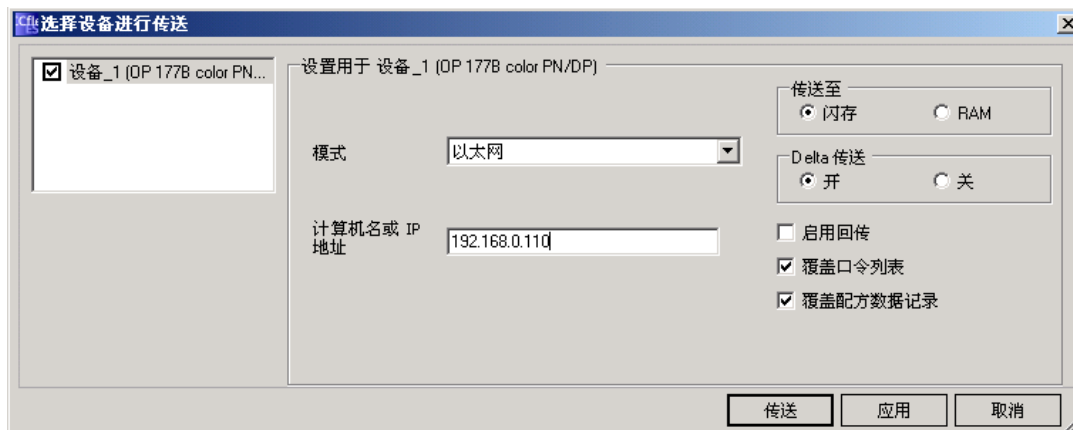 选择设备进行传送
设备_1 (OP 177B color PN...
设置用于 设备_1 (OP 177B color PN/DP)
模式
以太网
计算机名或 IP
地址
192.168.0.110
传送至
闪存 RAM
Delta 传送
开 关
启用回传
覆盖口令列表
覆盖配方数据记录
传送 应用 取消